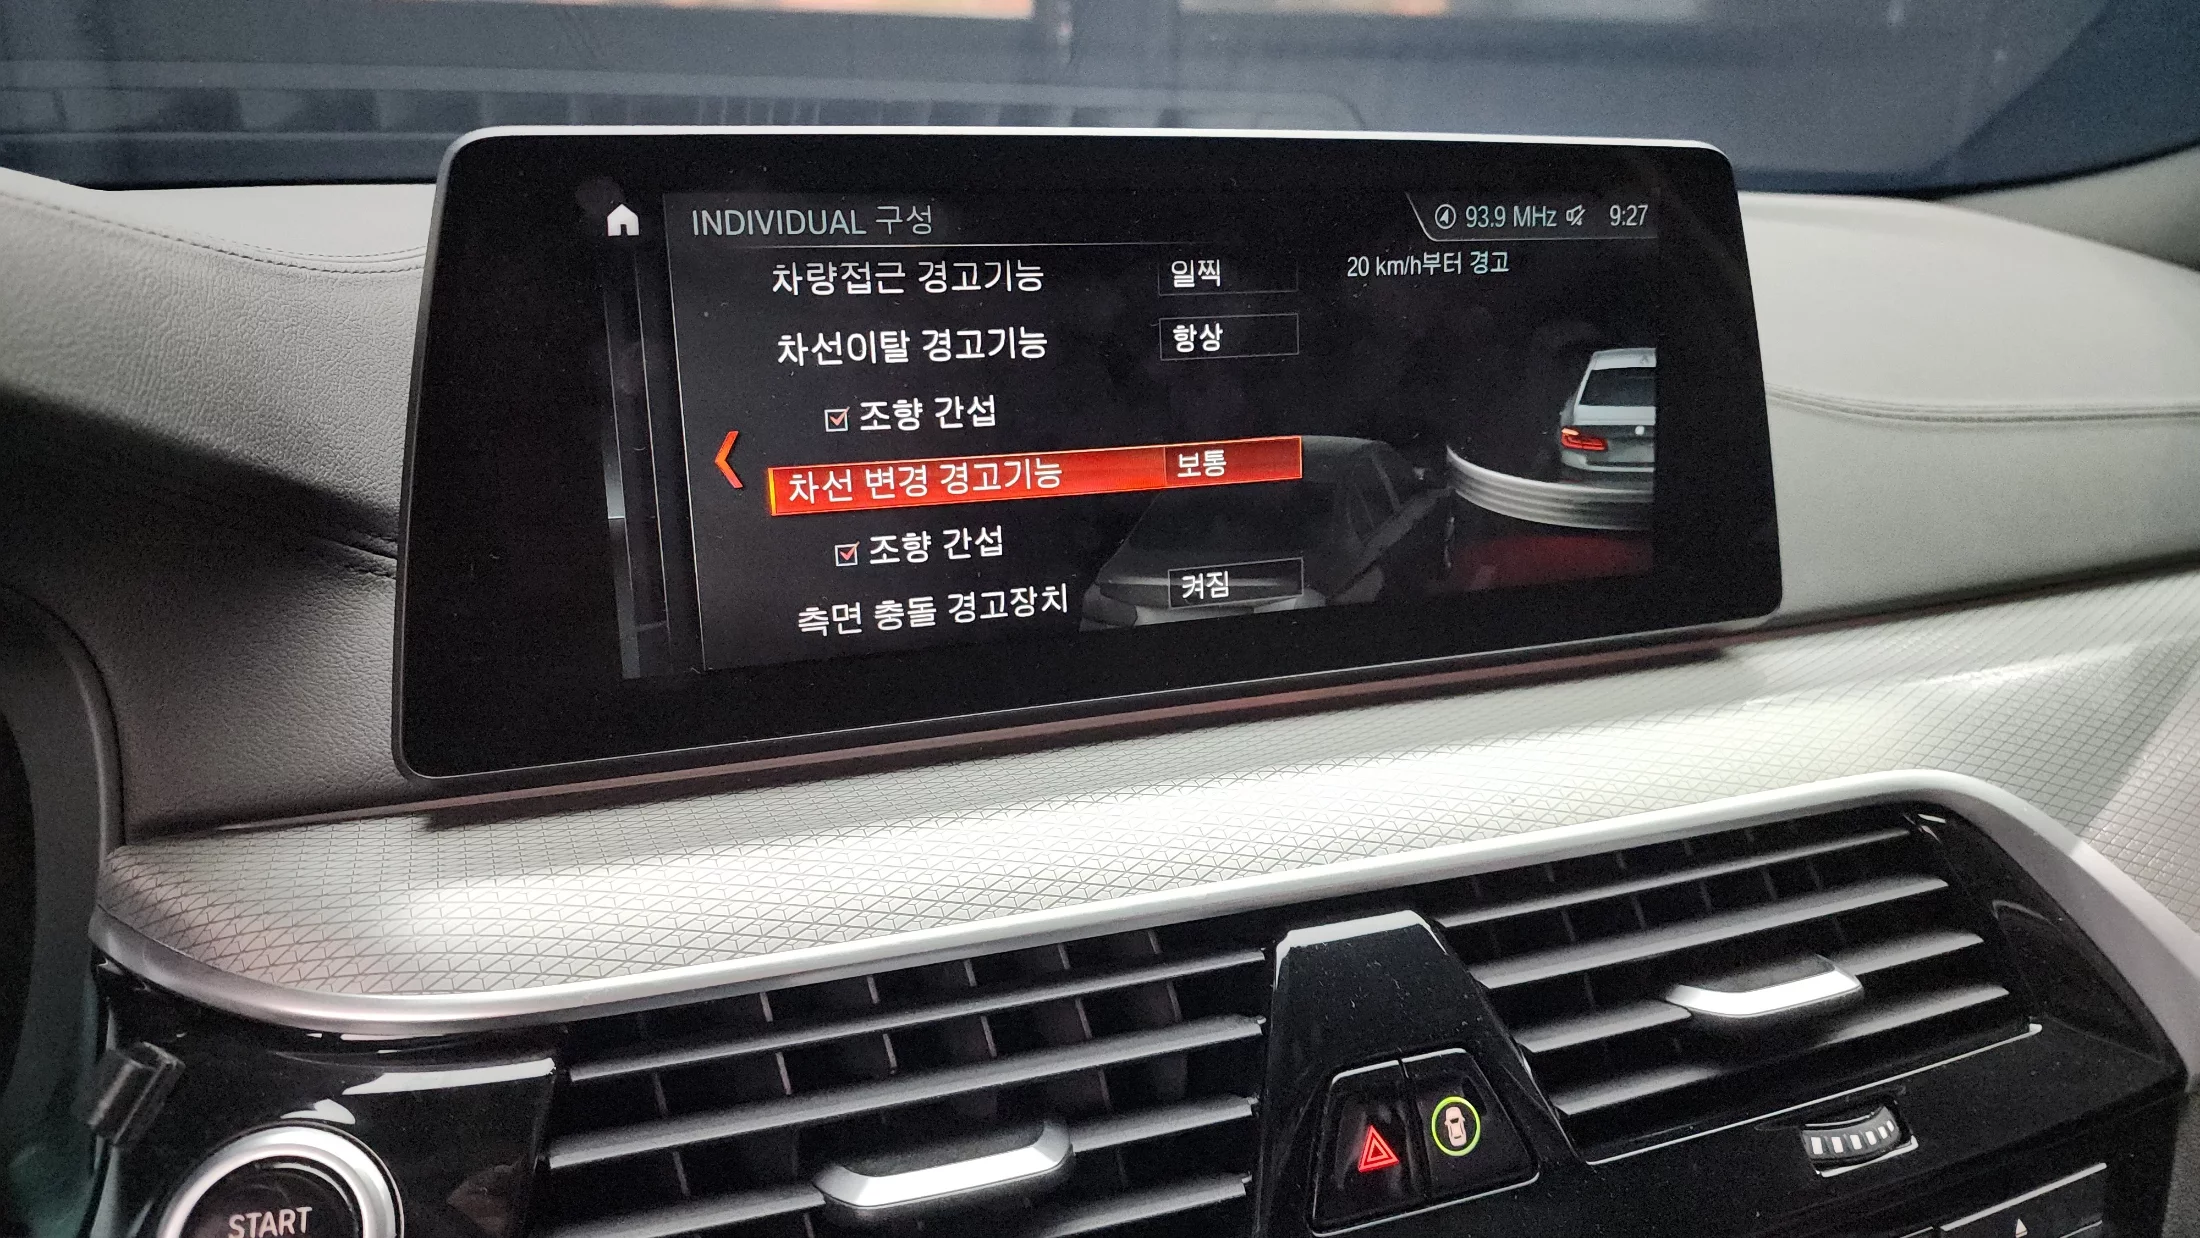 INDIVIDUAL 구성
93.9 MHz 9:27
차량접근 경고기능 일찍
20 km/h부터 경고
차선이탈 경고기능 항상
조향 간섭
차선 변경 경고기능 보통
조향 간섭
측면 충돌 경고장치 켜짐
START